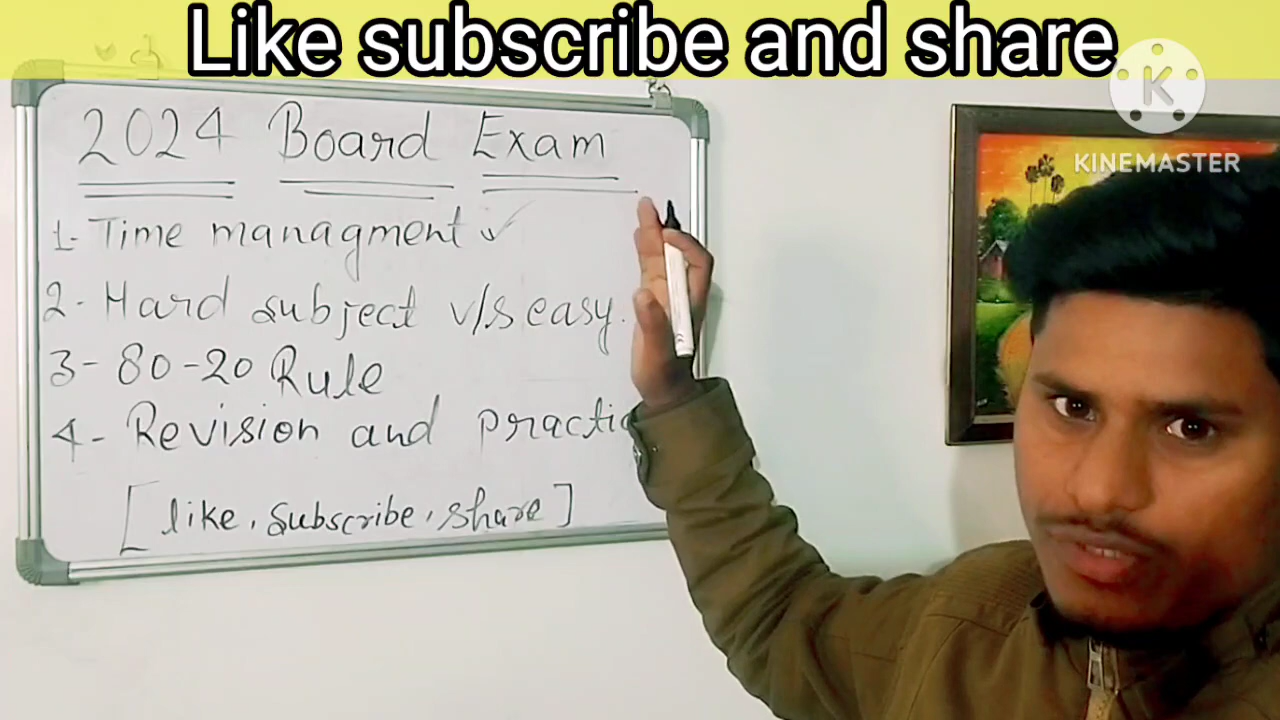 Like subscribe and share
K
KINEMASTER
2024 Board Exam
1- Time managment ✓
2- Hard subject v/s easy.
3- 80-20 Rule
4- Revision and practic
[like, subscribe, share]